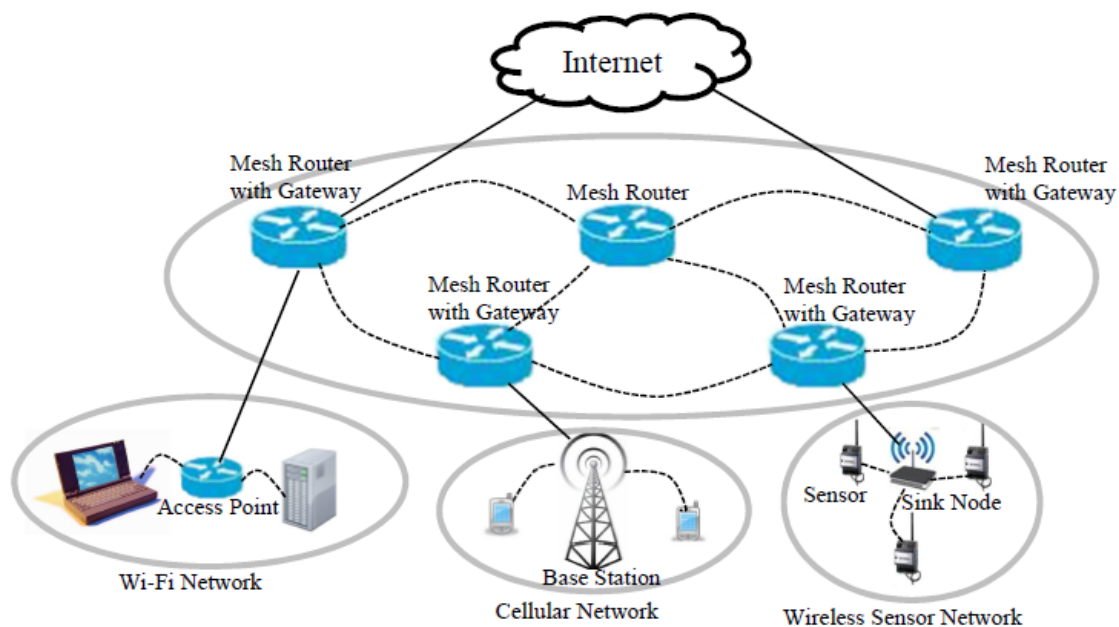 Internet
Mesh Router
with Gateway
Mesh Router
Mesh Router
with Gateway
Mesh Router
with Gateway
Mesh Router
with Gateway
Access Point
Wi-Fi Network
Base Station
Cellular Network
Sensor
Sink Node
Wireless Sensor Network